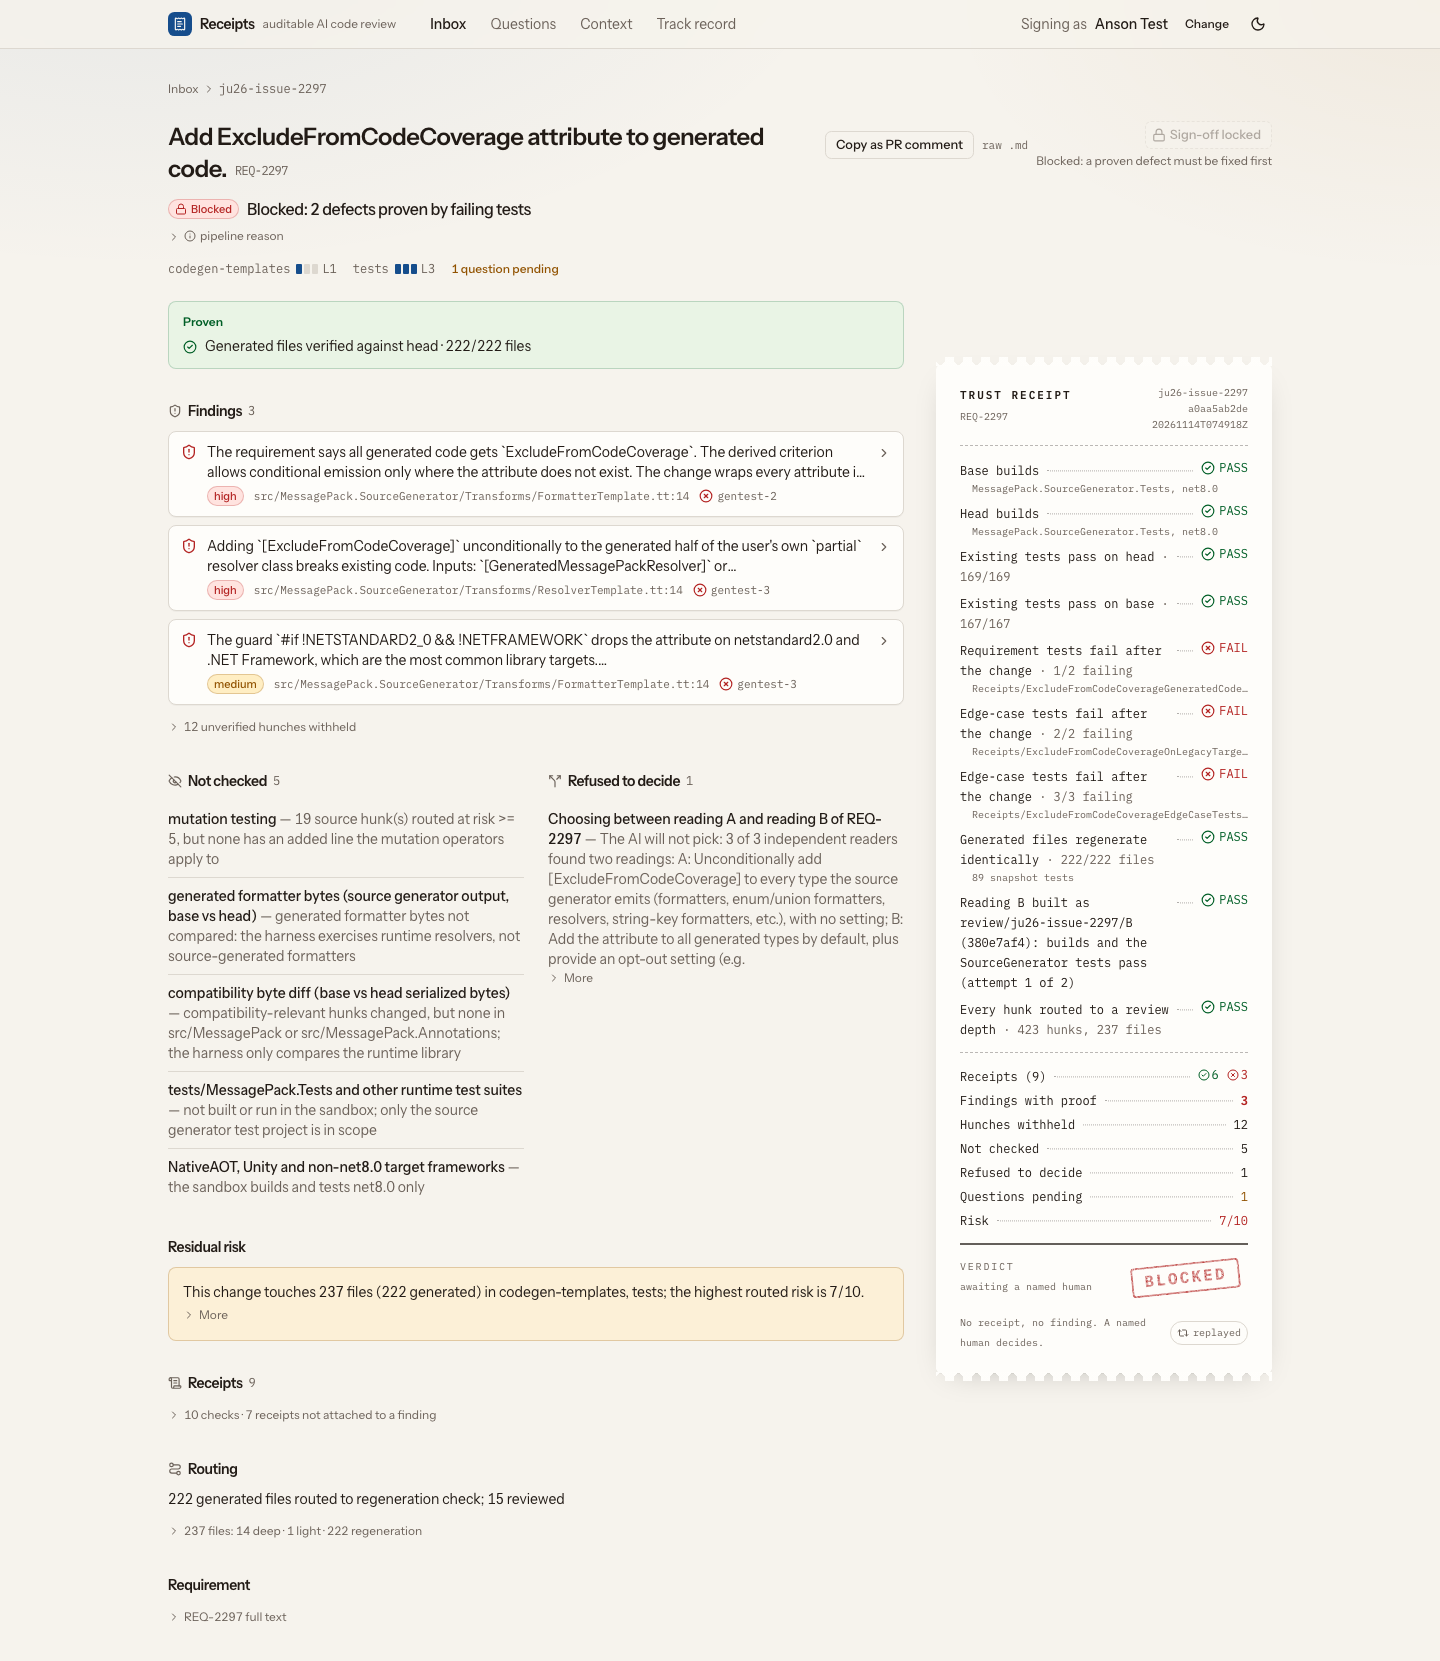 Receipts auditable AI code review Inbox Questions Context Track record Signing as Anson Test Change
Inbox > ju26-issue-2297
Add ExcludeFromCodeCoverage attribute to generated
code. REQ-2297
Copy as PR comment raw .md
Sign-off locked
Blocked: a proven defect must be fixed first
Blocked Blocked: 2 defects proven by failing tests
pipeline reason
codegen-templates L1 tests L3 1 question pending
Proven
Generated files verified against head · 222/222 files
Findings 3
The requirement says all generated code gets `ExcludeFromCodeCoverage`. The derived criterion
allows conditional emission only where the attribute does not exist. The change wraps every attribute i...
high src/MessagePack.SourceGenerator/Transforms/FormatterTemplate.tt:14 gentest-2
Adding `[ExcludeFromCodeCoverage]` unconditionally to the generated half of the user's own `partial`
resolver class breaks existing code. Inputs: `[GeneratedMessagePackResolver]` or...
high src/MessagePack.SourceGenerator/Transforms/ResolverTemplate.tt:14 gentest-3
The guard `#if !NETSTANDARD2_0 && !NETFRAMEWORK` drops the attribute on netstandard2.0 and
.NET Framework, which are the most common library targets....
medium src/MessagePack.SourceGenerator/Transforms/FormatterTemplate.tt:14 gentest-3
12 unverified hunches withheld
Not checked 5
mutation testing — 19 source hunk(s) routed at risk >=
5, but none has an added line the mutation operators
apply to
generated formatter bytes (source generator output,
base vs head) — generated formatter bytes not
compared: the harness exercises runtime resolvers, not
source-generated formatters
compatibility byte diff (base vs head serialized bytes)
— compatibility-relevant hunks changed, but none in
src/MessagePack or src/MessagePack.Annotations;
the harness only compares the runtime library
tests/MessagePack.Tests and other runtime test suites
— not built or run in the sandbox; only the source
generator test project is in scope
NativeAOT, Unity and non-net8.0 target frameworks —
the sandbox builds and tests net8.0 only
Refused to decide 1
Choosing between reading A and reading B of REQ-
2297 — The AI will not pick: 3 of 3 independent readers
found two readings: A: Unconditionally add
[ExcludeFromCodeCoverage] to every type the source
generator emits (formatters, enum/union formatters,
resolvers, string-key formatters, etc.), with no setting; B:
Add the attribute to all generated types by default, plus
provide an opt-out setting (e.g.
More
Residual risk
This change touches 237 files (222 generated) in codegen-templates, tests; the highest routed risk is 7/10.
More
Receipts 9
10 checks · 7 receipts not attached to a finding
Routing
222 generated files routed to regeneration check; 15 reviewed
237 files: 14 deep · 1 light · 222 regeneration
Requirement
REQ-2297 full text
TRUST RECEIPT
REQ-2297
ju26-issue-2297
a0aa5ab2de
20261114T074918Z
Base builds PASS
MessagePack.SourceGenerator.Tests, net8.0
Head builds PASS
MessagePack.SourceGenerator.Tests, net8.0
Existing tests pass on head · PASS
169/169
Existing tests pass on base · PASS
167/167
Requirement tests fail after FAIL
the change · 1/2 failing
Receipts/ExcludeFromCodeCoverageGeneratedCode…
Edge-case tests fail after FAIL
the change · 2/2 failing
Receipts/ExcludeFromCodeCoverageOnLegacyTarge…
Edge-case tests fail after FAIL
the change · 3/3 failing
Receipts/ExcludeFromCodeCoverageEdgeCaseTests…
Generated files regenerate PASS
identically · 222/222 files
89 snapshot tests
Reading B built as PASS
review/ju26-issue-2297/B
(380e7af4): builds and the
SourceGenerator tests pass
(attempt 1 of 2)
Every hunk routed to a review PASS
depth · 423 hunks, 237 files
Receipts (9) 6 3
Findings with proof 3
Hunches withheld 12
Not checked 5
Refused to decide 1
Questions pending 1
Risk 7/10
VERDICT
awaiting a named human
BLOCKED
No receipt, no finding. A named
human decides.
replayed